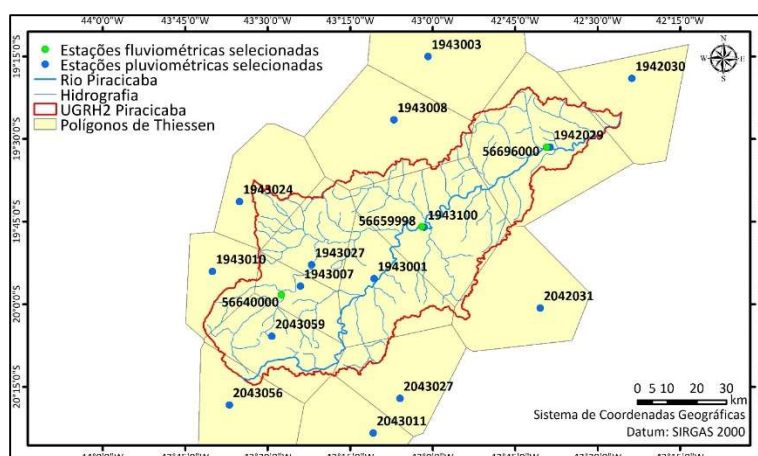 43°45'0"W 43°30'0"W 43°15'0"W 43°0'0"W 42°45'0"W 42°30'0"W 42°15'0"W
19°15'0"S
19°30'0"S
19°45'0"S
20°0'0"S
20°15'0"S
Estações fluviométricas selecionadas
Estações pluviométricas selecionadas
Rio Piracicaba
Hidrografia
UGRH2 Piracicaba
Polígonos de Thiessen
N
W E
S
1943003
1942030
1943008
1942029
56696000
1943024
56659998
1943100
1943010
1943027
1943007
1943001
56640000
2042031
2043059
2043056
2043027
2043011
0 5 10 20 30
km
Sistema de Coordenadas Geográficas
Datum: SIRGAS 2000